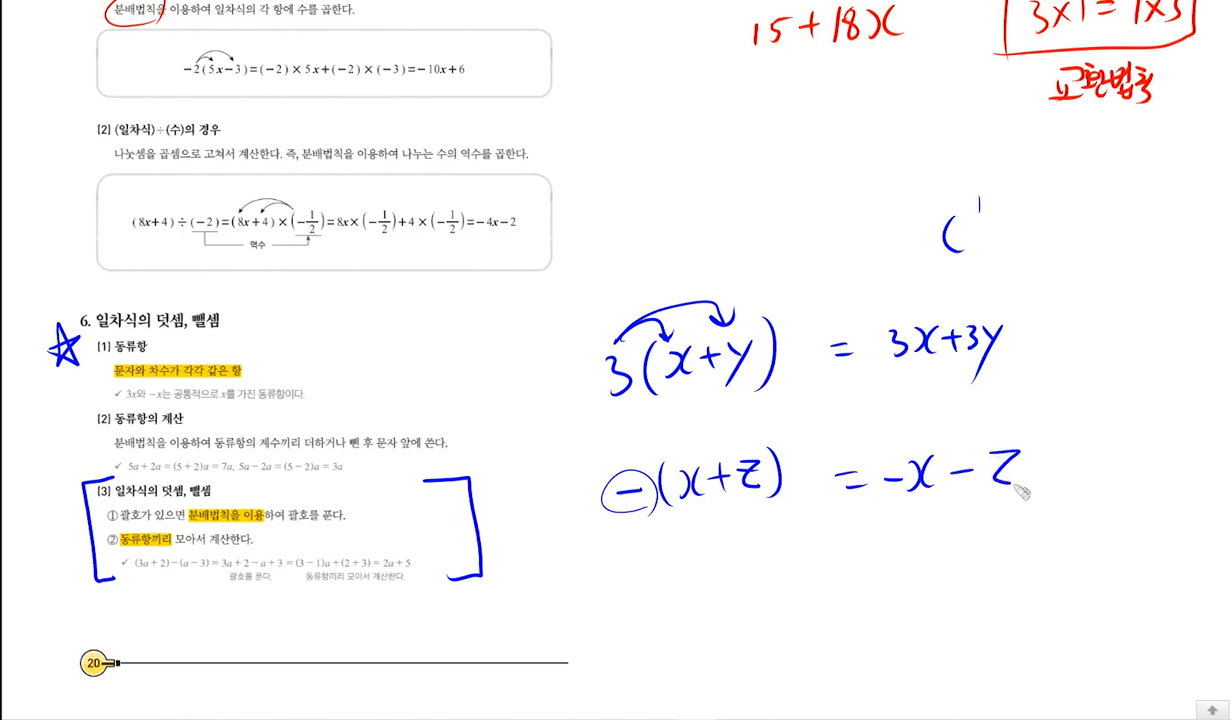 분배법칙을 이용하여 일차식의 각 항에 수를 곱한다.
-2(5x-3)=(-2)×5x+(-2)×(-3)=-10x+6
[2] (일차식)÷(수)의 경우
나눗셈을 곱셈으로 고쳐서 계산한다. 즉, 분배법칙을 이용하여 나누는 수의 역수를 곱한다.
(8x+4)÷(-2)=(8x+4)×(-1/2)=8x×(-1/2)+4×(-1/2)=-4x-2
역수
6. 일차식의 덧셈, 뺄셈
[1] 동류항
문자와 차수가 각각 같은 항
✓ 3x와 -x는 공통적으로 x를 가진 동류항이다.
[2] 동류항의 계산
분배법칙을 이용하여 동류항의 계수끼리 더하거나 뺀 후 문자 앞에 쓴다.
✓ 5a+2a=(5+2)a=7a, 5a-2a=(5-2)a=3a
[3] 일차식의 덧셈, 뺄셈
① 괄호가 있으면 분배법칙을 이용하여 괄호를 푼다.
② 동류항끼리 모아서 계산한다.
✓ (3a+2)-(a-3)=3a+2-a+3=(3-1)a+(2+3)=2a+5
괄호를 푼다. 동류항끼리 모아서 계산한다.
20
15+18x
3×1=1×3
교환법칙
(
3(x+y) = 3x+3y
-(x+z) = -x-z